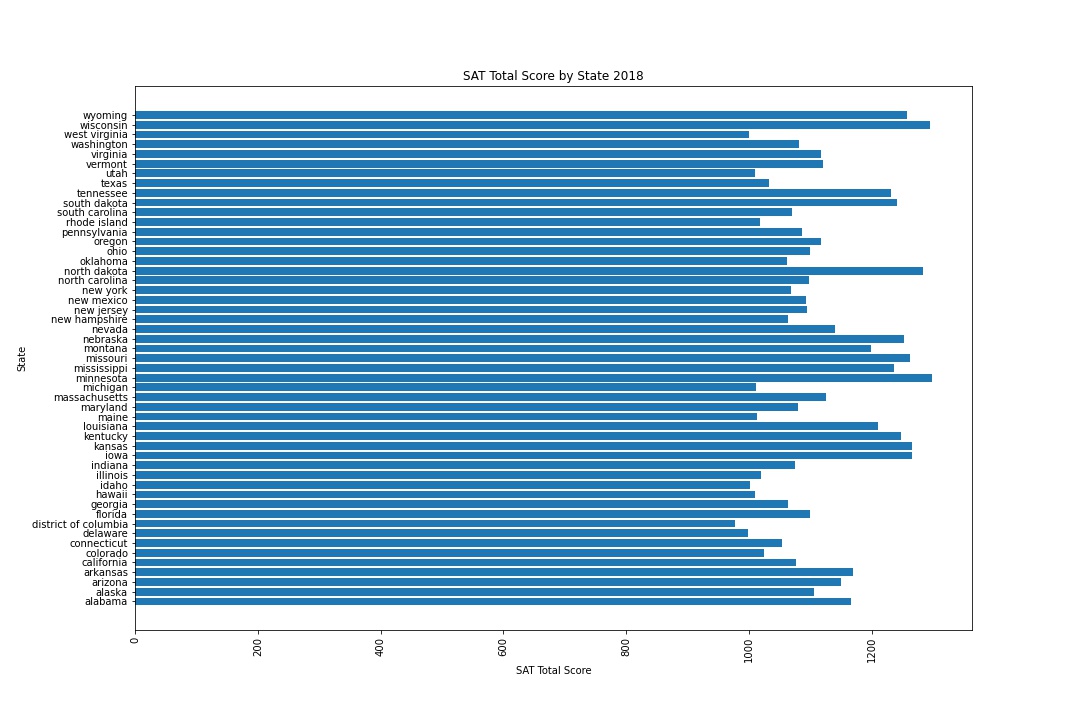 SAT Total Score by State 2018
wyoming
wisconsin
west virginia
washington
virginia
vermont
utah
texas
tennessee
south dakota
south carolina
rhode island
pennsylvania
oregon
ohio
oklahoma
north dakota
north carolina
new york
new mexico
new jersey
new hampshire
nevada
nebraska
montana
missouri
mississippi
minnesota
michigan
massachusetts
maryland
maine
louisiana
kentucky
kansas
iowa
indiana
illinois
idaho
hawaii
georgia
florida
district of columbia
delaware
connecticut
colorado
california
arkansas
arizona
alaska
alabama
State
0
200
400
600
800
1000
1200
SAT Total Score